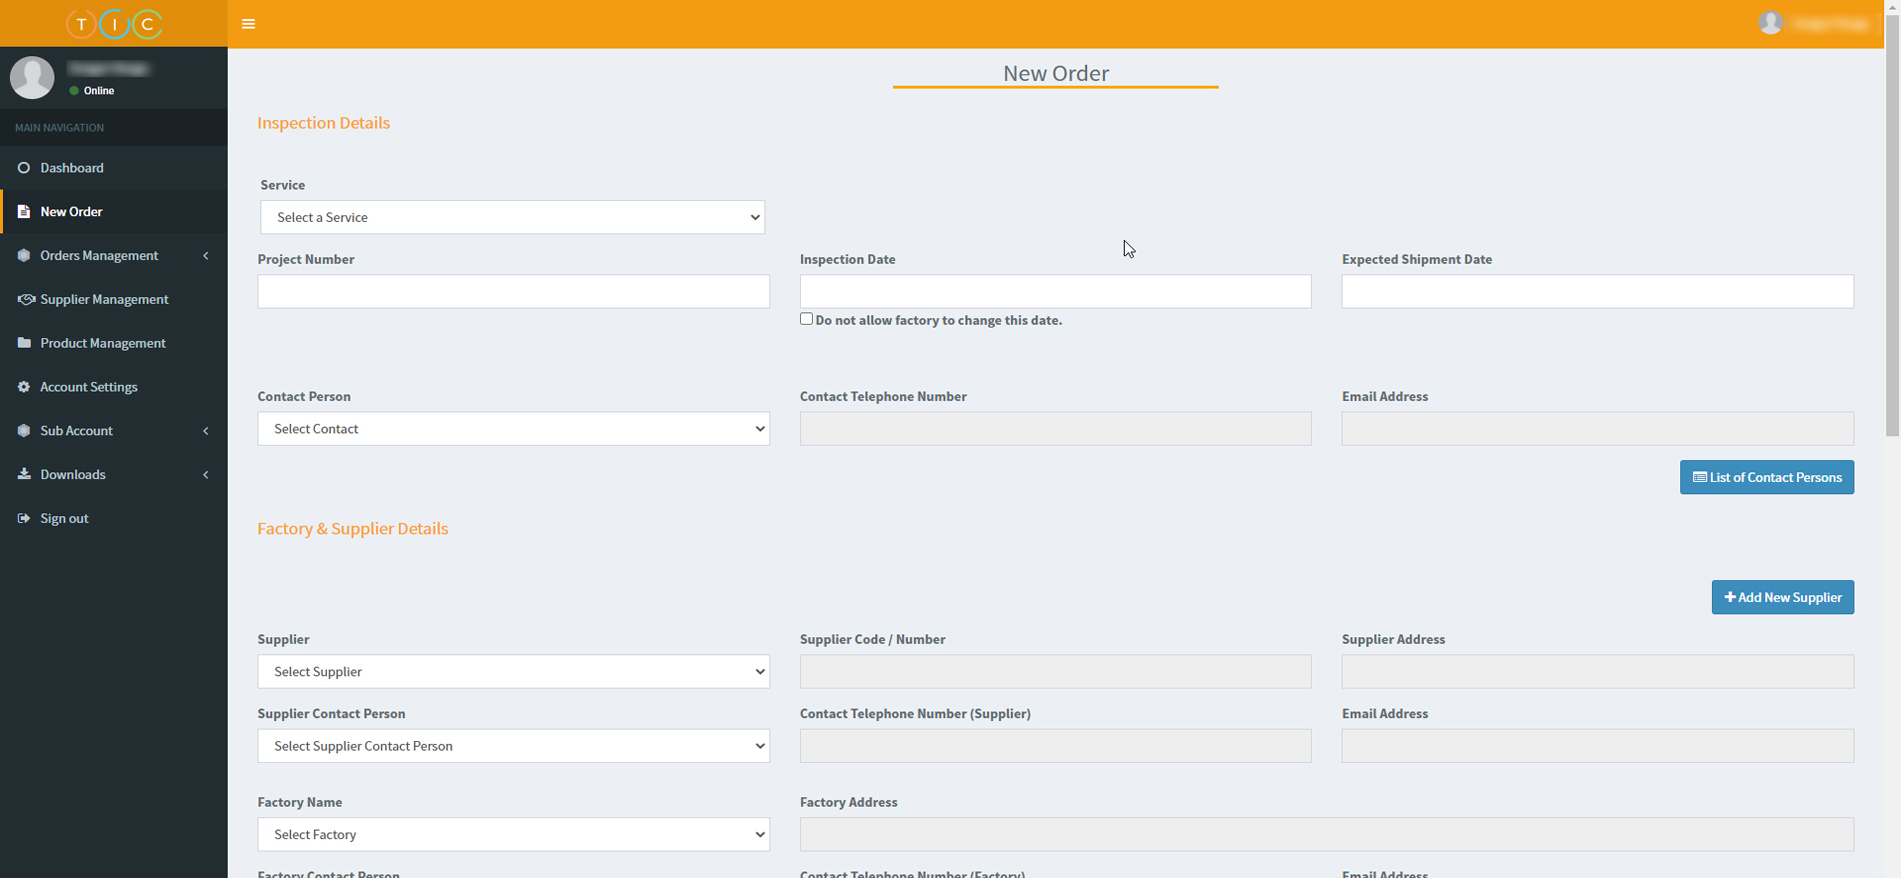 TIC
Online
MAIN NAVIGATION
Dashboard
New Order
Orders Management
Supplier Management
Product Management
Account Settings
Sub Account
Downloads
Sign out
New Order
Inspection Details
Service
Select a Service
Project Number
Inspection Date
Expected Shipment Date
Do not allow factory to change this date.
Contact Person
Contact Telephone Number
Email Address
Select Contact
List of Contact Persons
Factory & Supplier Details
Add New Supplier
Supplier
Supplier Code / Number
Supplier Address
Select Supplier
Supplier Contact Person
Contact Telephone Number (Supplier)
Email Address
Select Supplier Contact Person
Factory Name
Factory Address
Select Factory
Factory Contact Person
Contact Telephone Number (Factory)
Email Address